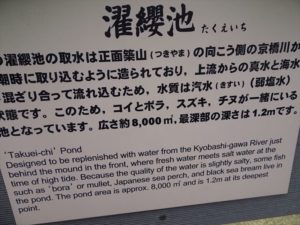 濯纓池
たくえいち
の濯纓池の取水は正面築山(つきやま)の向こう側の京橋川か
期時に取り込むように造られており、上流からの真水と海水
混ざり合って流れ込むため、水質は汽水(きすい)(弱塩水)
状態です。このため、コイとボラ、スズキ、チヌが一緒にいる
池となっています。広さ約8,000㎡、最深部の深さは1.2mです。
'Takuei-chi' Pond
Designed to be replenished with water from the Kyobashi-gawa River just
behind the mound in the front, where fresh water meets salt water at the
time of high tide. Because the quality of the water is slightly salty, some fish
such as 'bora' or mullet, Japanese sea perch, and black sea bream live in
the pond. The pond area is approx. 8,000㎡ and is 1.2m at its deepest
point.